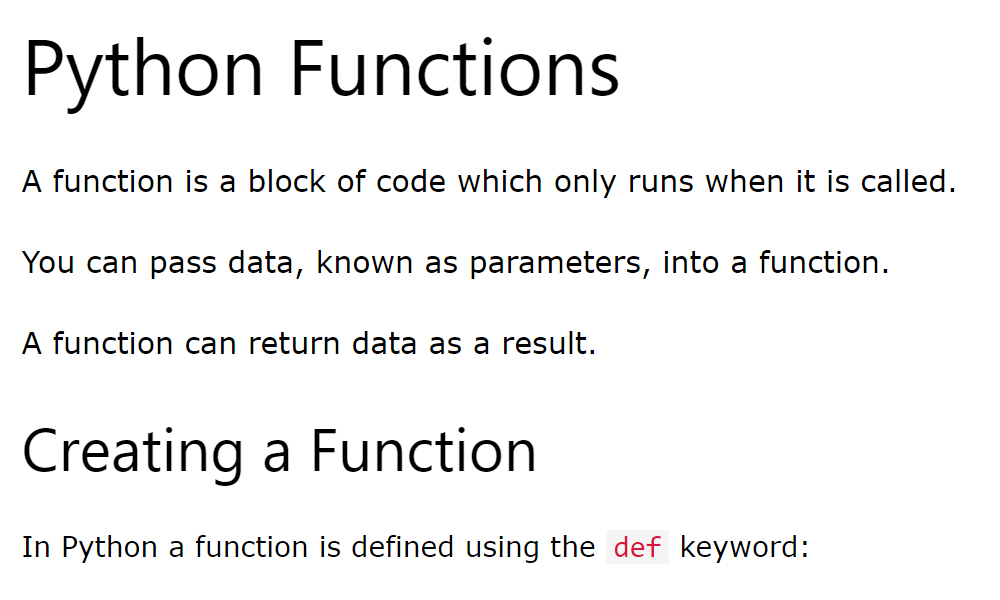 Python Functions
A function is a block of code which only runs when it is called.
You can pass data, known as parameters, into a function.
A function can return data as a result.
Creating a Function
In Python a function is defined using the def keyword: